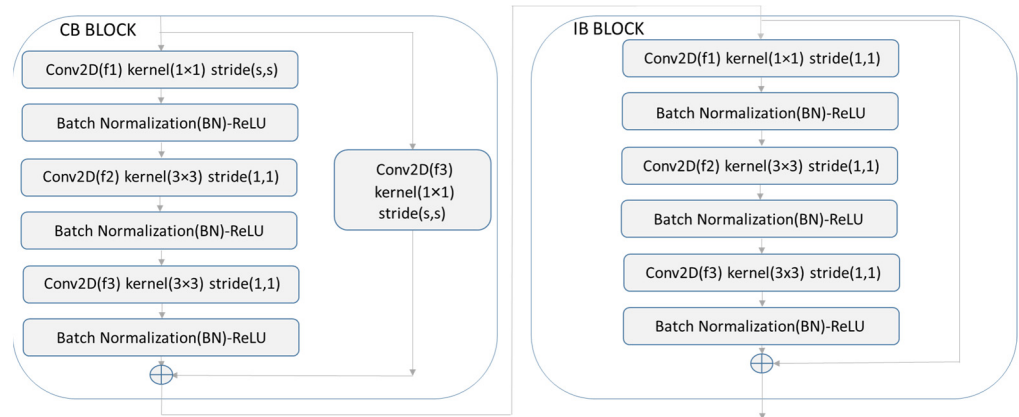 CB BLOCK
Conv2D(f1) kernel(1×1) stride(s,s)
Batch Normalization(BN)-ReLU
Conv2D(f2) kernel(3×3) stride(1,1)
Batch Normalization(BN)-ReLU
Conv2D(f3) kernel(3×3) stride(1,1)
Batch Normalization(BN)-ReLU
Conv2D(f3)
kernel(1×1)
stride(s,s)
IB BLOCK
Conv2D(f1) kernel(1×1) stride(1,1)
Batch Normalization(BN)-ReLU
Conv2D(f2) kernel(3×3) stride(1,1)
Batch Normalization(BN)-ReLU
Conv2D(f3) kernel(3x3) stride(1,1)
Batch Normalization(BN)-ReLU